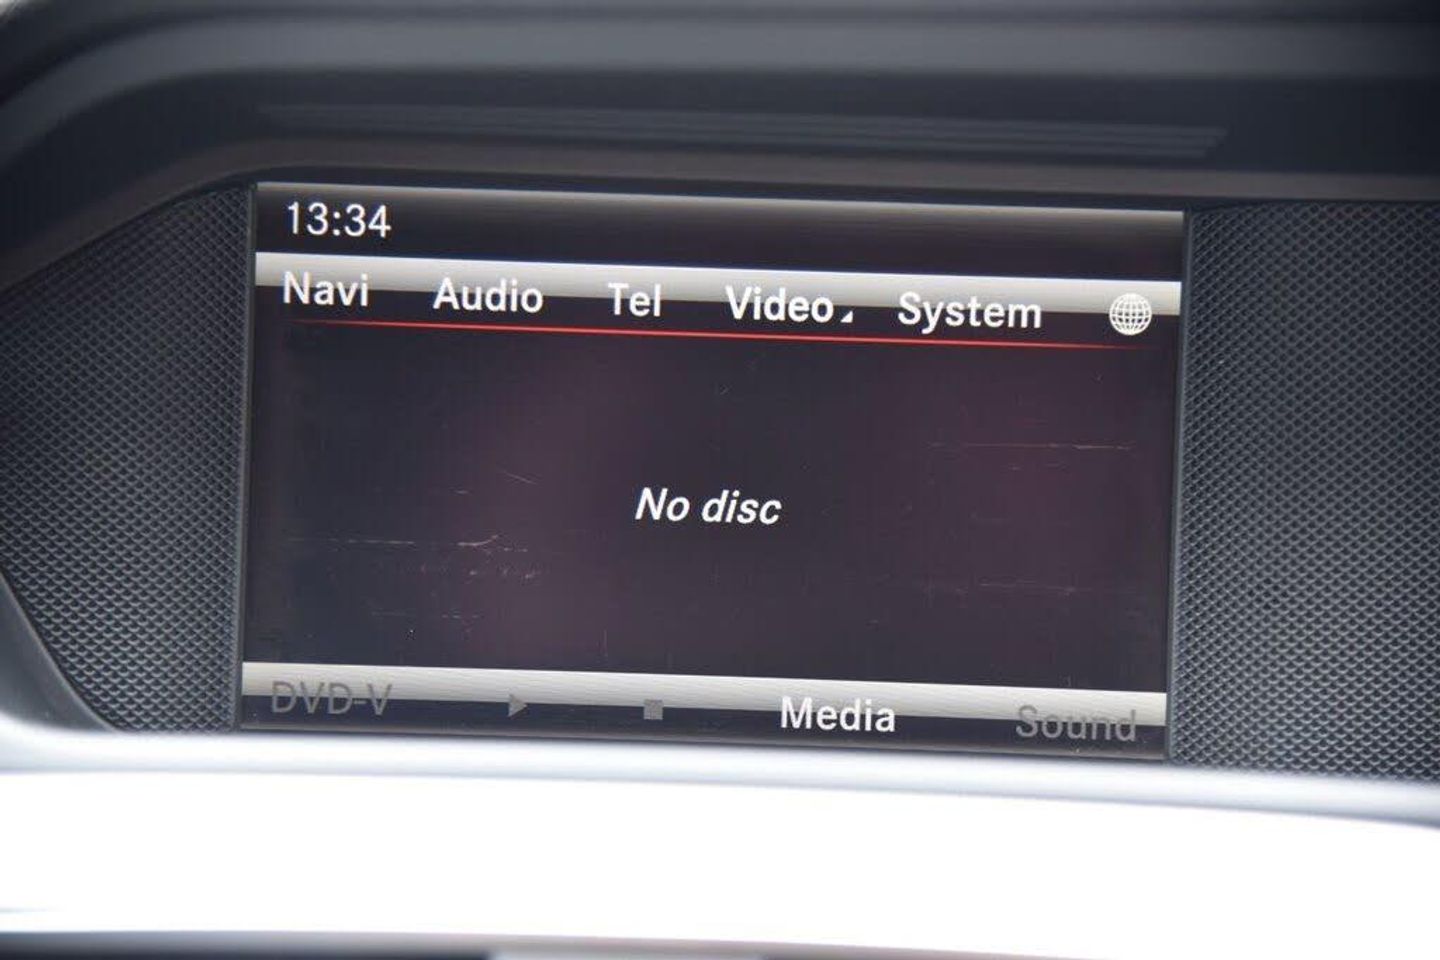 13:34
Navi Audio Tel Video System
No disc
DVD-V Media Sound